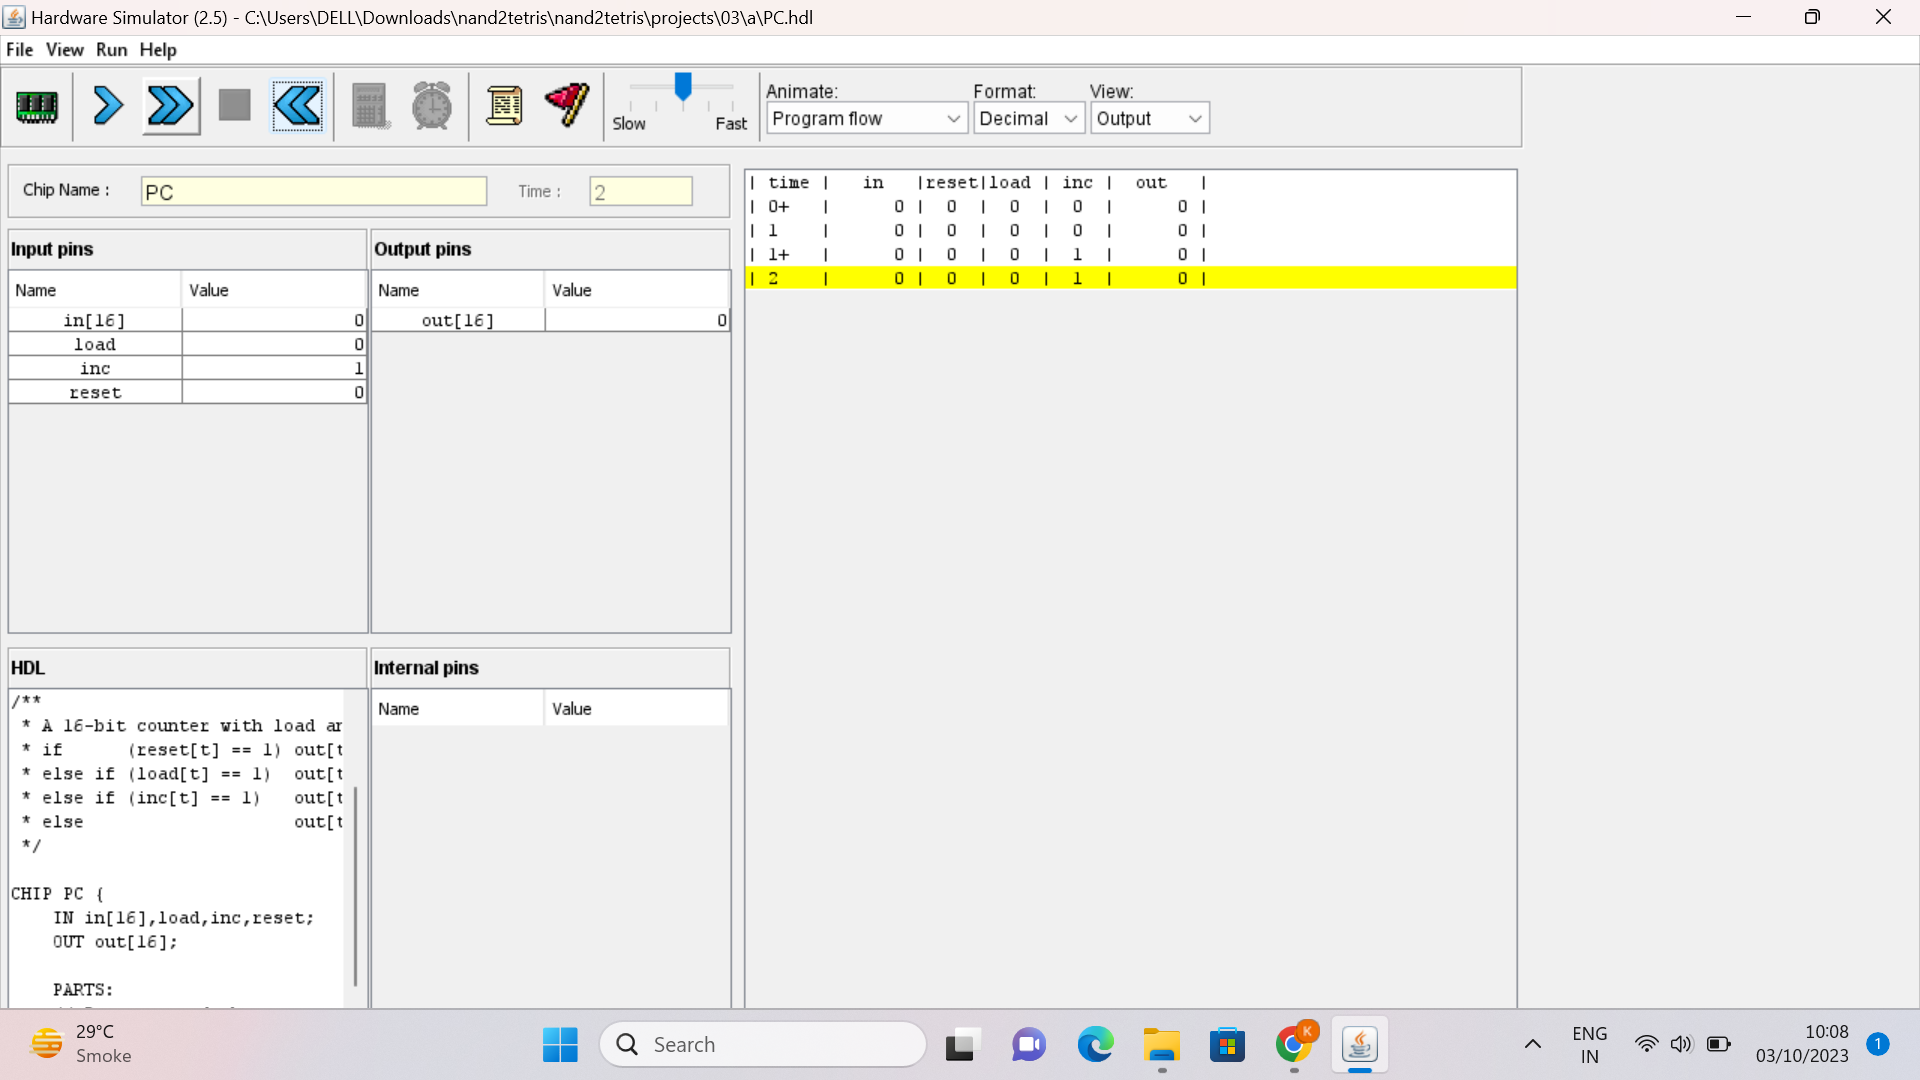 Hardware Simulator (2.5) - C:\Users\DELL\Downloads\nand2tetris\nand2tetris\projects\03\a\PC.hdl
File View Run Help
Slow Fast
Animate:
Program flow
Format:
Decimal
View:
Output
Chip Name : PC Time : 2
Input pins
Name Value
in[16] 0
load 0
inc 1
reset 0
Output pins
Name Value
out[16] 0
| time | in |reset|load | inc | out |
| 0+ | 0 | 0 | 0 | 0 | 0 |
| 1 | 0 | 0 | 0 | 0 | 0 |
| 1+ | 0 | 0 | 0 | 1 | 0 |
| 2 | 0 | 0 | 0 | 1 | 0 |
HDL
/**
* A 16-bit counter with load an
* if (reset[t] == 1) out[t
* else if (load[t] == 1) out[t
* else if (inc[t] == 1) out[t
* else out[t
*/
CHIP PC {
IN in[16],load,inc,reset;
OUT out[16];
PARTS:
Internal pins
Name Value
29°C
Smoke
Search
K
ENG
IN
10:08
03/10/2023
1